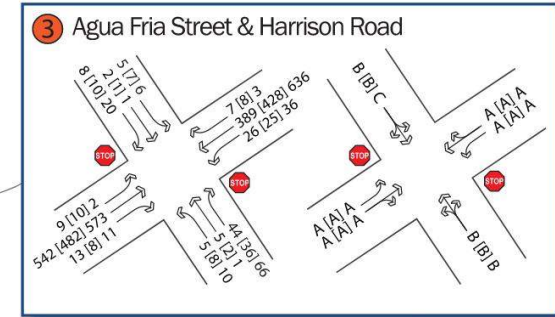 3 Agua Fria Street & Harrison Road
8 [10] 20
2 [1] 1
5 [7] 6
7 [8] 3
389 [428] 636
26 [25] 36
STOP
STOP
9 [10] 2
542 [482] 573
13 [8] 11
5 [8] 10
5 [2] 1
44 [36] 66
B [B] C
A [A] A
A [A] A
STOP
STOP
A [A] A
A [A] A
B [B] B